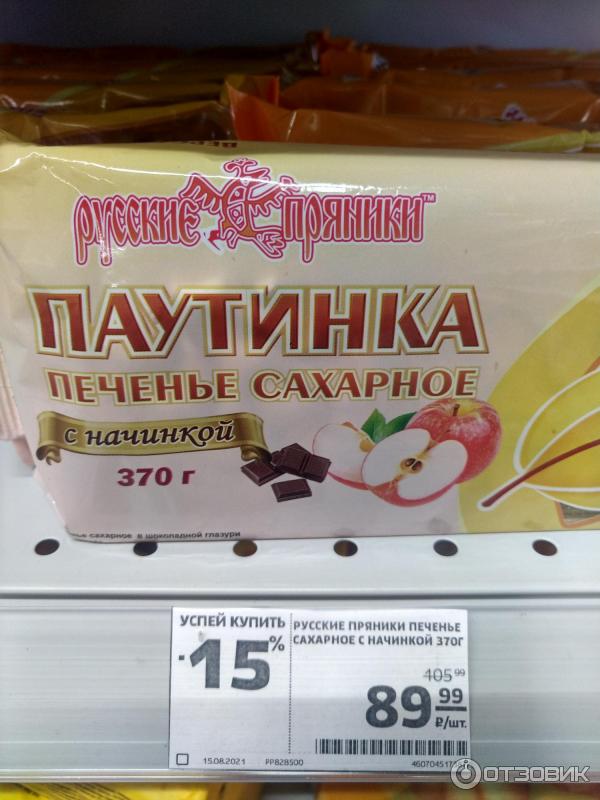 русские пряники™
ПАУТИНКА
ПЕЧЕНЬЕ САХАРНОЕ
с начинкой
370 г
сахарное в шоколадной глазури
УСПЕЙ КУПИТЬ
-15%
РУССКИЕ ПРЯНИКИ ПЕЧЕНЬЕ
САХАРНОЕ С НАЧИНКОЙ 370Г
405 99
89 99
₽/шт.
15.08.2021 PP828500
ОТЗОВИК